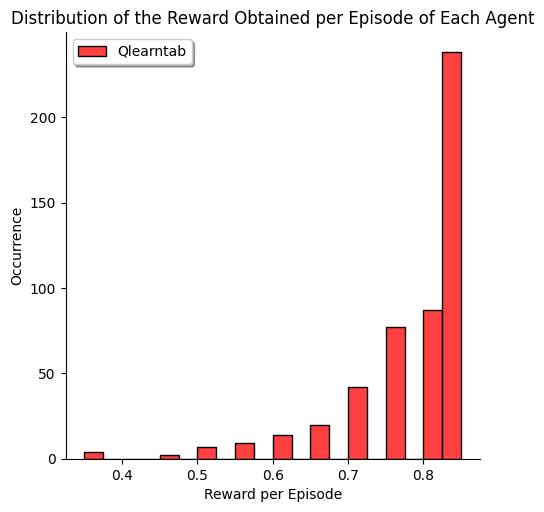 Distribution of the Reward Obtained per Episode of Each Agent
Qlearntab
200
150
100
50
0
Occurrence
0.4 0.5 0.6 0.7 0.8
Reward per Episode